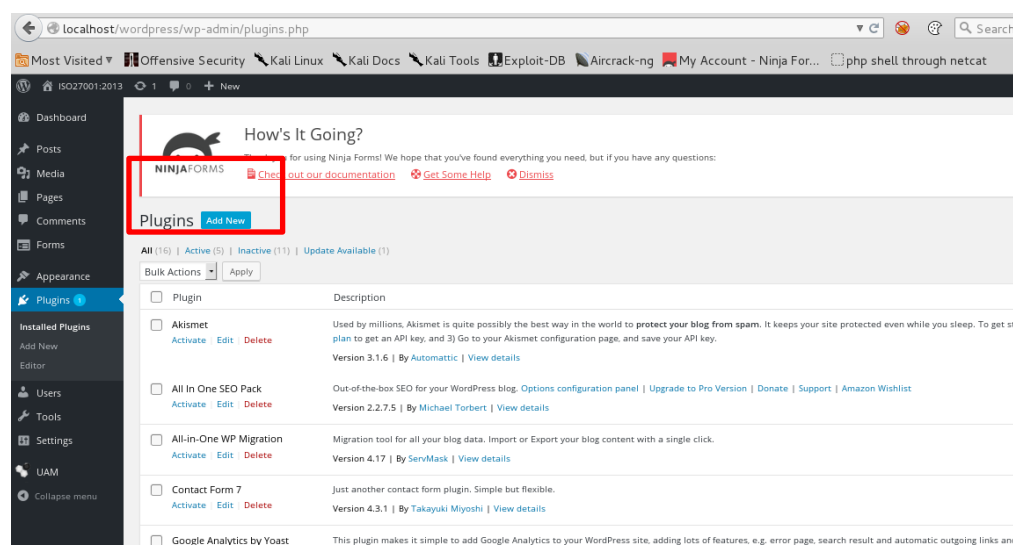 localhost/wordpress/wp-admin/plugins.php Search
Most Visited Offensive Security Kali Linux Kali Docs Kali Tools Exploit-DB Aircrack-ng My Account - Ninja For... php shell through netcat
ISO27001:2013 1 0 + New
Dashboard
Posts
Media
Pages
Comments
Forms
Appearance
Plugins 1
Installed Plugins
Add New
Editor
Users
Tools
Settings
UAM
Collapse menu
NINJAFORMS
How's It Going?
for using Ninja Forms! We hope that you've found everything you need, but if you have any questions:
Check out our documentation Get Some Help Dismiss
Plugins Add New
All (16) | Active (5) | Inactive (11) | Update Available (1)
Bulk Actions Apply
Plugin Description
Akismet
Activate | Edit | Delete
Used by millions, Akismet is quite possibly the best way in the world to protect your blog from spam. It keeps your site protected even while you sleep. To get
plan to get an API key, and 3) Go to your Akismet configuration page, and save your API key.
Version 3.1.6 | By Automattic | View details
All In One SEO Pack
Activate | Edit | Delete
Out-of-the-box SEO for your WordPress blog. Options configuration panel | Upgrade to Pro Version | Donate | Support | Amazon Wishlist
Version 2.2.7.5 | By Michael Torbert | View details
All-in-One WP Migration
Activate | Edit | Delete
Migration tool for all your blog data. Import or Export your blog content with a single click.
Version 4.17 | By ServMask | View details
Contact Form 7
Activate | Edit | Delete
Just another contact form plugin. Simple but flexible.
Version 4.3.1 | By Takayuki Miyoshi | View details
Google Analytics by Yoast
This plugin makes it simple to add Google Analytics to your WordPress site, adding lots of features, e.g. error page, search result and automatic outgoing links